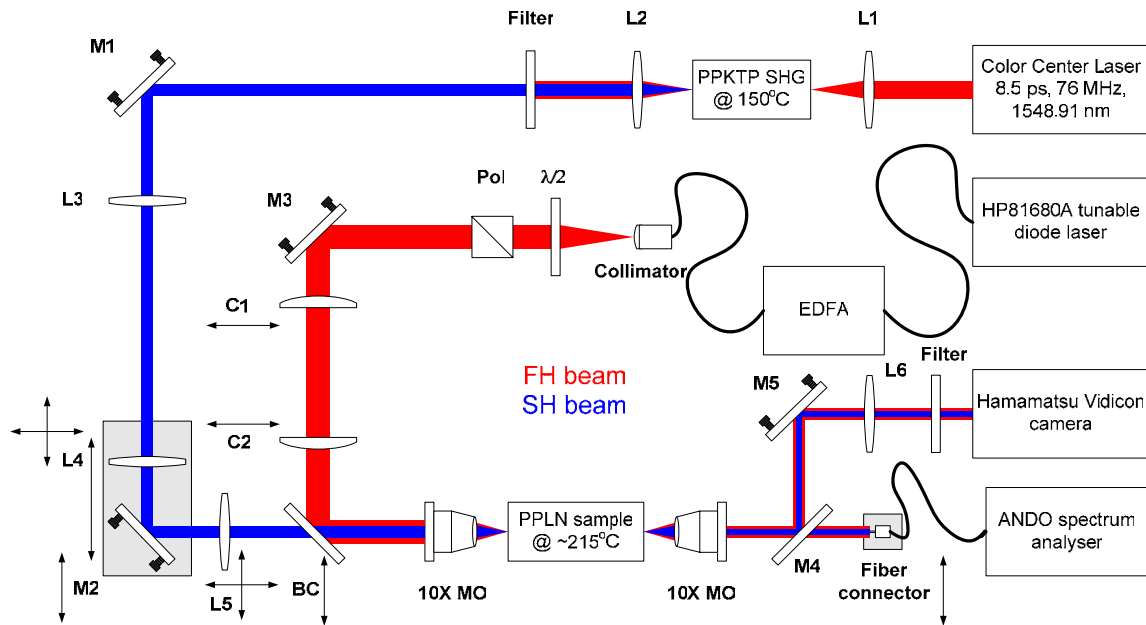 Filter
L2
L1
M1
PPKTP SHG
@ 150°C
Color Center Laser
8.5 ps, 76 MHz,
1548.91 nm
L3
M3
Pol
λ/2
Collimator
HP81680A tunable
diode laser
C1
EDFA
Filter
FH beam
SH beam
M5
L6
Hamamatsu Vidicon
camera
C2
L4
PPLN sample
@ ~215°C
ANDO spectrum
analyser
M2
L5
BC
10X MO
10X MO
M4
Fiber
connector